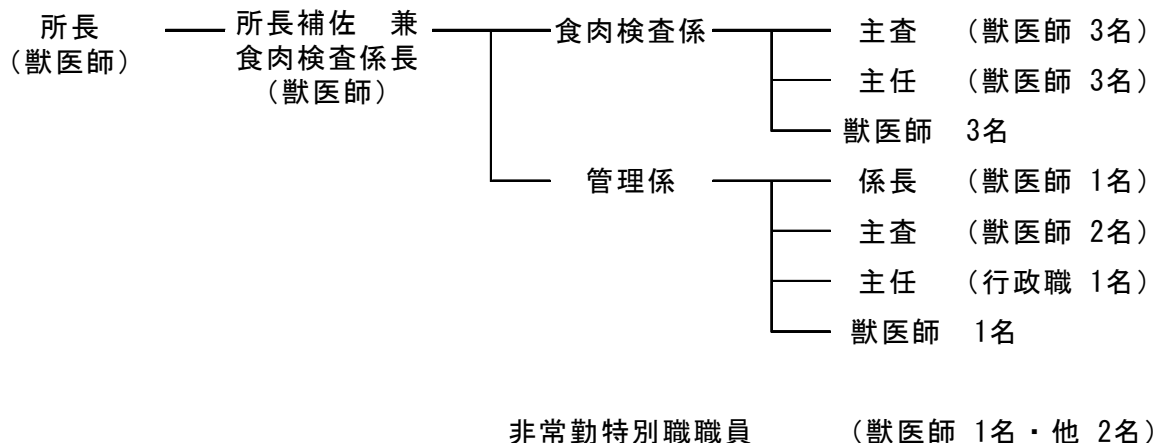 所長
(獣医師)
所長補佐 兼
食肉検査係長
(獣医師)
食肉検査係
主査 (獣医師 3名)
主任 (獣医師 3名)
獣医師 3名
管理係
係長 (獣医師 1名)
主査 (獣医師 2名)
主任 (行政職 1名)
獣医師 1名
非常勤特別職職員 (獣医師 1名・他 2名)